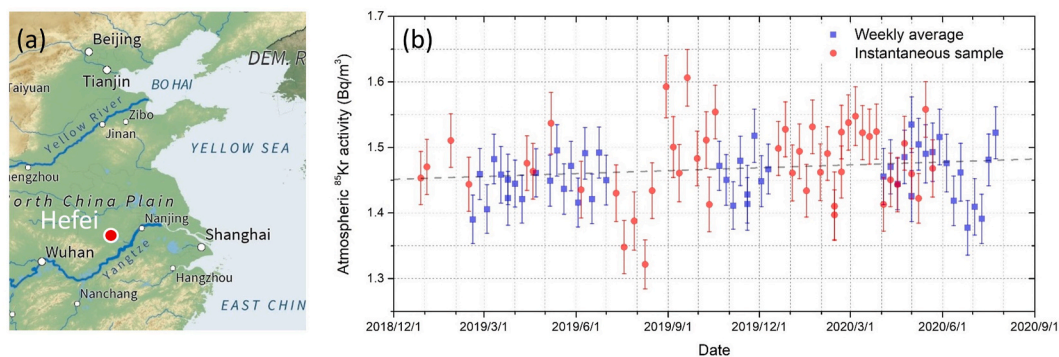 (a)
Beijing
Tianjin
DEM. R
BO HAI
Taiyuan
Yellow River
Zibo
Jinan
YELLOW SEA
engzhou
orth China Plain
Hefei
Nanjing
Shanghai
Wuhan
Yangtze
Hangzhou
Nanchang
EAST CHIN
(b)
Weekly average
Instantaneous sample
Atmospheric ⁸⁵Kr activity (Bq/m³)
1.7
1.6
1.5
1.4
1.3
2018/12/1
2019/3/1
2019/6/1
2019/9/1
2019/12/1
2020/3/1
2020/6/1
2020/9/1
Date